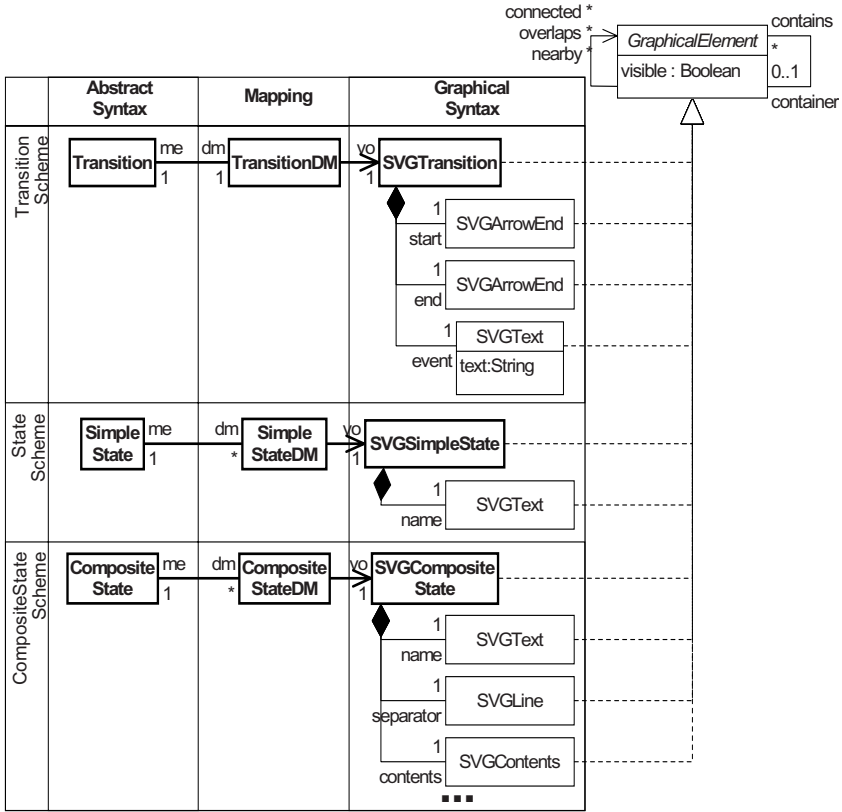 connected *
overlaps *
nearby *
GraphicalElement
visible : Boolean
contains
*
0..1
container
Abstract
Syntax
Mapping
Graphical
Syntax
Transition
Scheme
Transition
me
1
dm
1
TransitionDM
vo
1
SVGTransition
1
start
SVGArrowEnd
1
end
SVGArrowEnd
1
event
SVGText
text:String
State
Scheme
Simple
State
me
1
dm
*
Simple
StateDM
vo
1
SVGSimpleState
1
name
SVGText
CompositeState
Scheme
Composite
State
me
1
dm
*
Composite
StateDM
vo
1
SVGComposite
State
1
name
SVGText
1
separator
SVGLine
1
contents
SVGContents
...